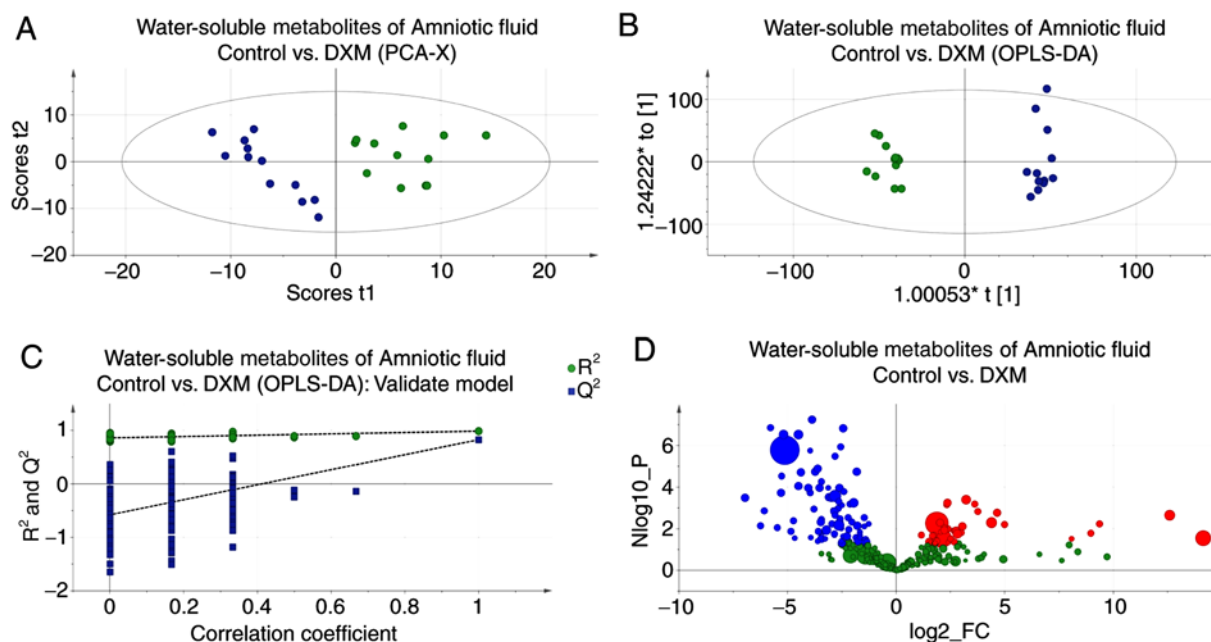 A
Water-soluble metabolites of Amniotic fluid
Control vs. DXM (PCA-X)
Scores t2
10
0
−10
−20
−20
−10
0
10
20
Scores t1
B
Water-soluble metabolites of Amniotic fluid
Control vs. DXM (OPLS-DA)
1.24222* to [1]
100
0
−100
−100
0
100
1.00053* t [1]
C
Water-soluble metabolites of Amniotic fluid
Control vs. DXM (OPLS-DA): Validate model
R²
Q²
R² and Q²
1
0
−1
−2
0
0.2
0.4
0.6
0.8
1
Correlation coefficient
D
Water-soluble metabolites of Amniotic fluid
Control vs. DXM
Nlog10_P
6
4
2
0
−10
−5
0
5
10
log2_FC